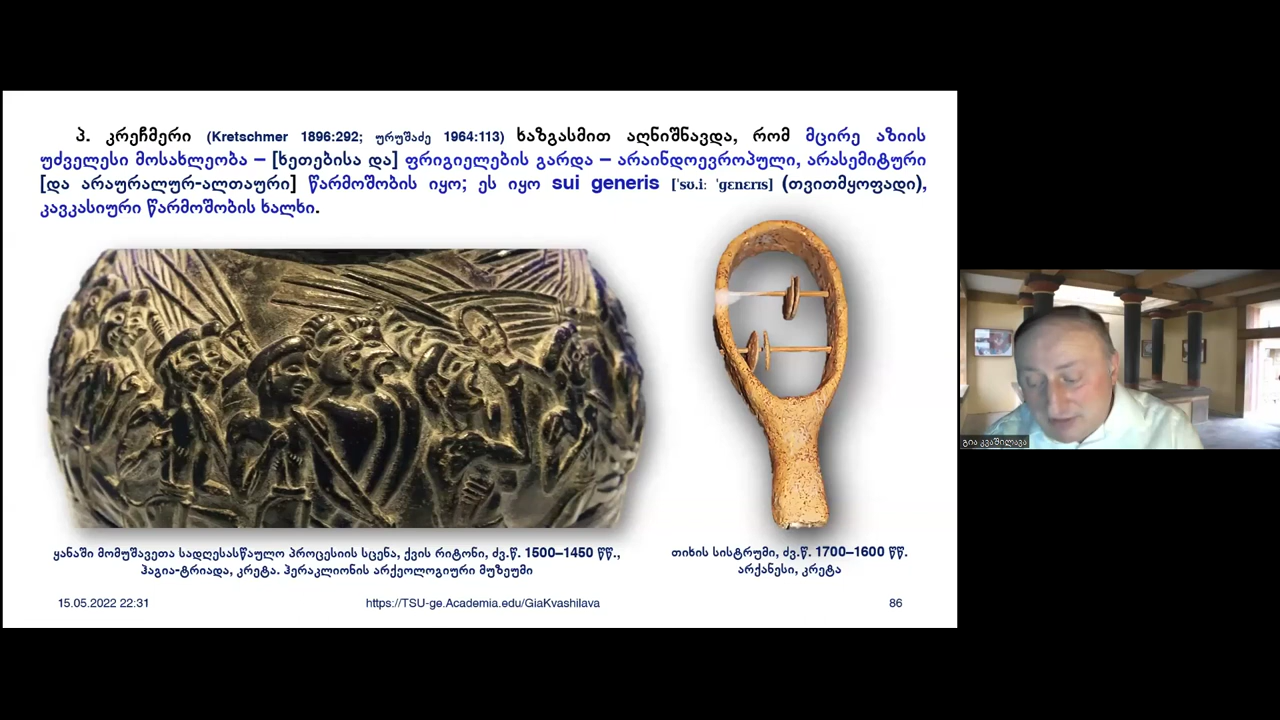 პ. კრეჩმერი (Kretschmer 1896:292; ურუშაძე 1964:113) ხაზგასმით აღნიშნავდა, რომ მცირე აზიის
უძველესი მოსახლეობა – [ხეთებისა და] ფრიგიელების გარდა – არაინდოევროპული, არასემიტური
[და არაურალურ-ალთაური] წარმოშობის იყო; ეს იყო sui generis [ˈsʊ.iː ˈɡɛnɛrɪs] (თვითმყოფადი),
კავკასიური წარმოშობის ხალხი.
ყანაში მომუშავეთა სადღესასწაულო პროცესიის სცენა, ქვის რიტონი, ძვ.წ. 1500–1450 წწ.,
ჰაგია-ტრიადა, კრეტა. ჰერაკლიონის არქეოლოგიური მუზეუმი
თიხის სისტრუმი, ძვ.წ. 1700–1600 წწ.
არქანესი, კრეტა
15.05.2022 22:31
https://TSU-ge.Academia.edu/GiaKvashilava
86
გია კვაშილავა